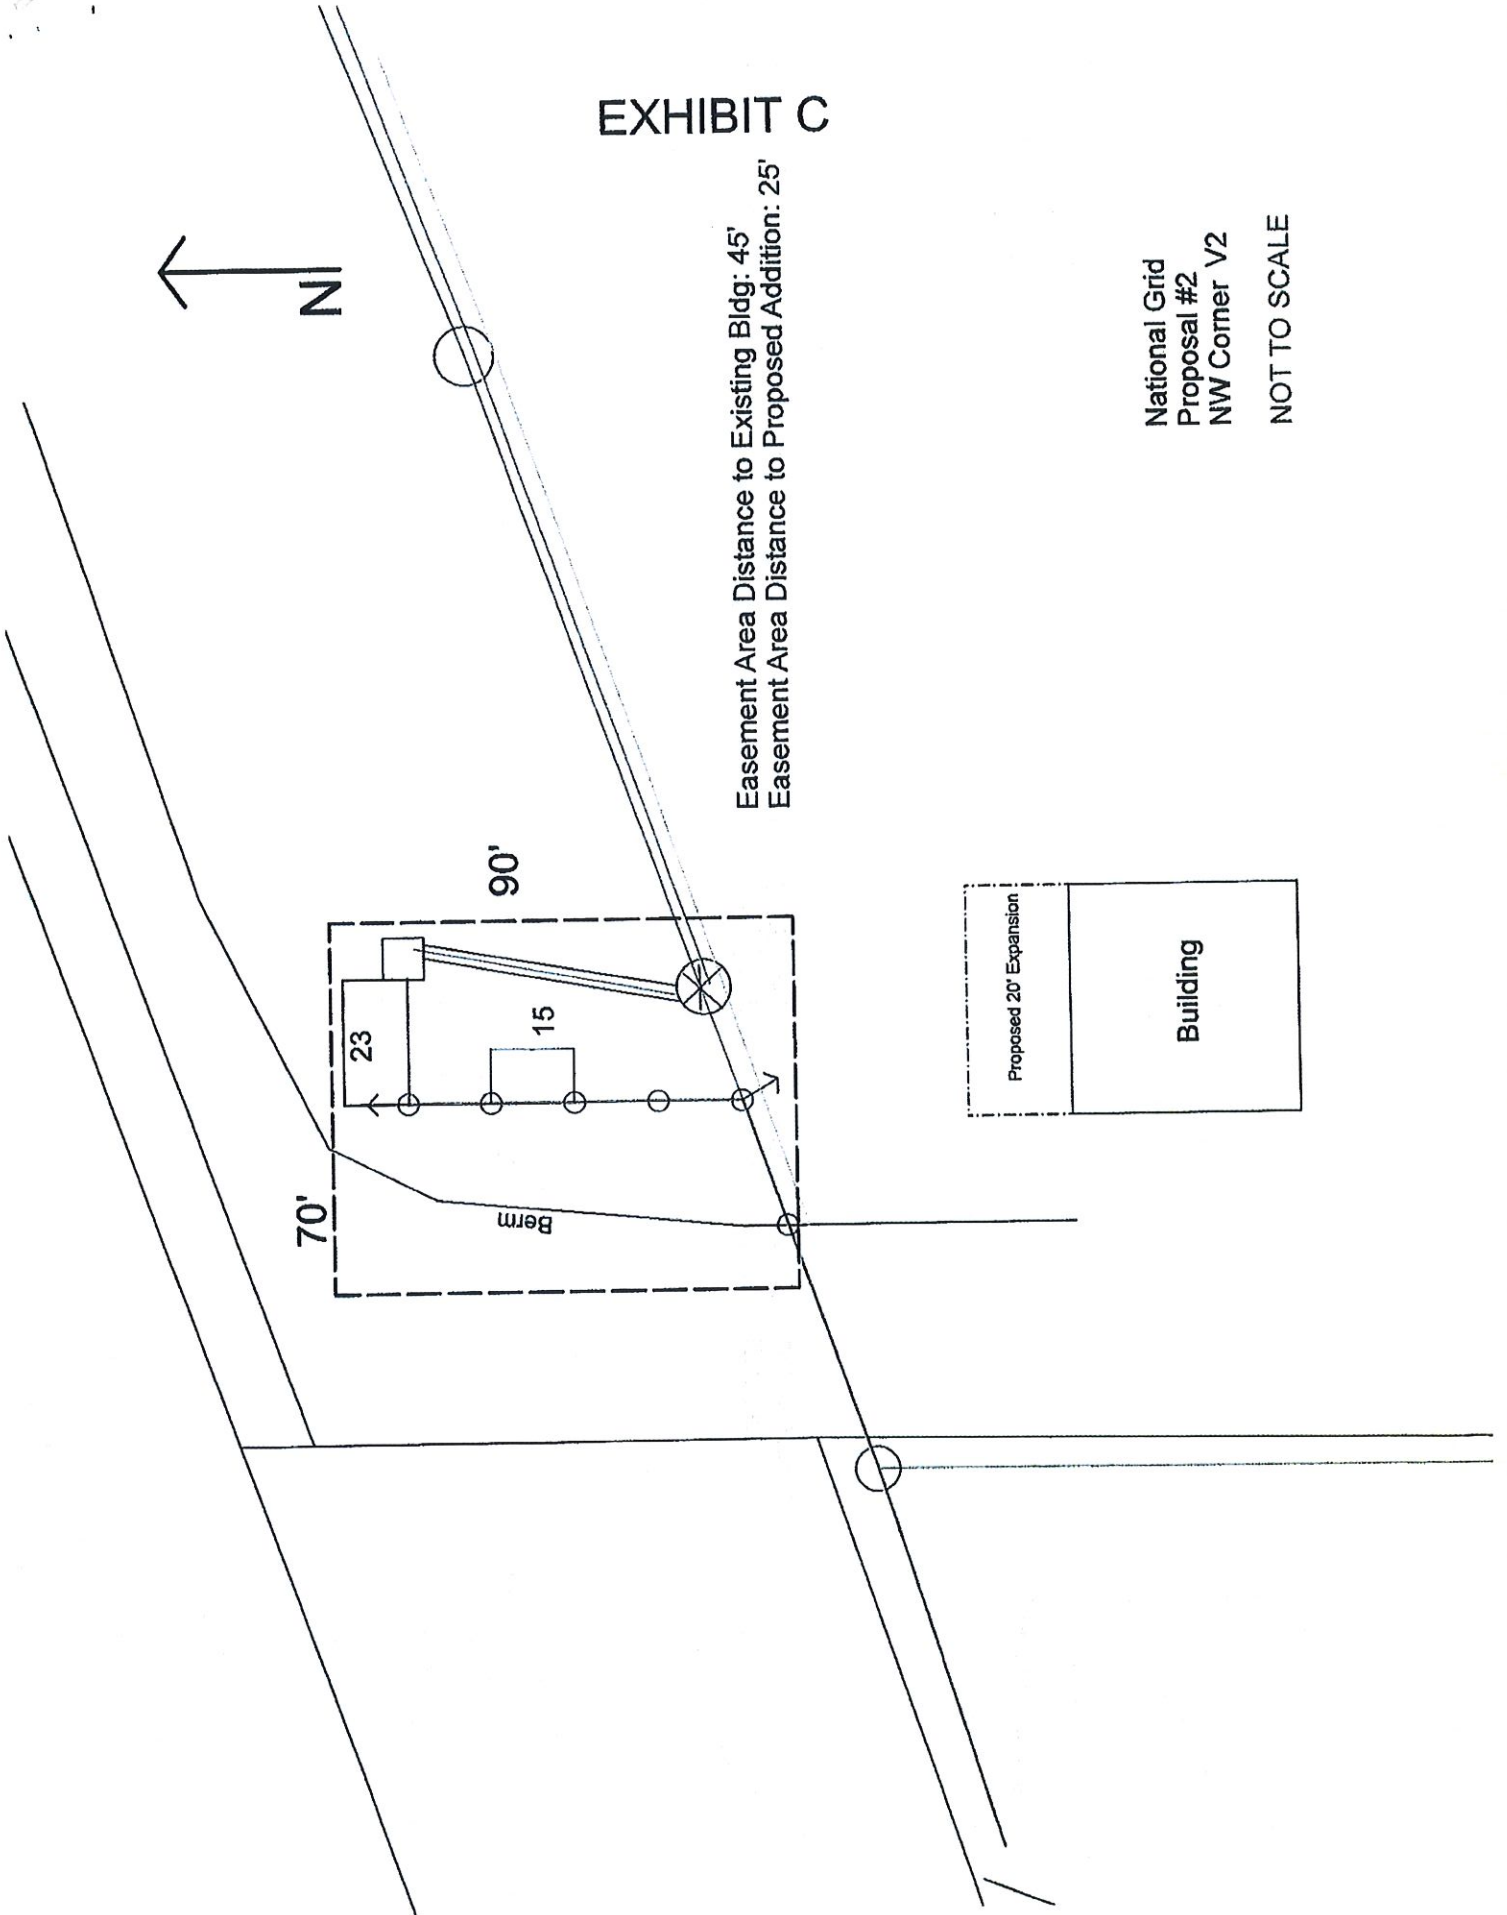 EXHIBIT C
N
Easement Area Distance to Existing Bldg: 45'
Easement Area Distance to Proposed Addition: 25'
90'
70'
23
15
Berm
Proposed 20' Expansion
Building
National Grid
Proposal #2
NW Corner V2
NOT TO SCALE